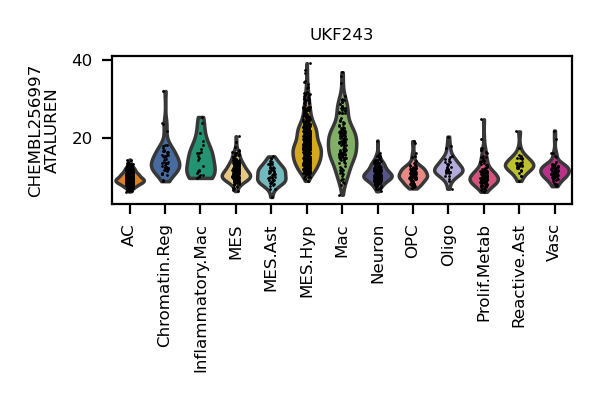 UKF243
CHEMBL256997
ATALUREN
40
20
AC
Chromatin.Reg
Inflammatory.Mac
MES
MES.Ast
MES.Hyp
Mac
Neuron
OPC
Oligo
Prolif.Metab
Reactive.Ast
Vasc